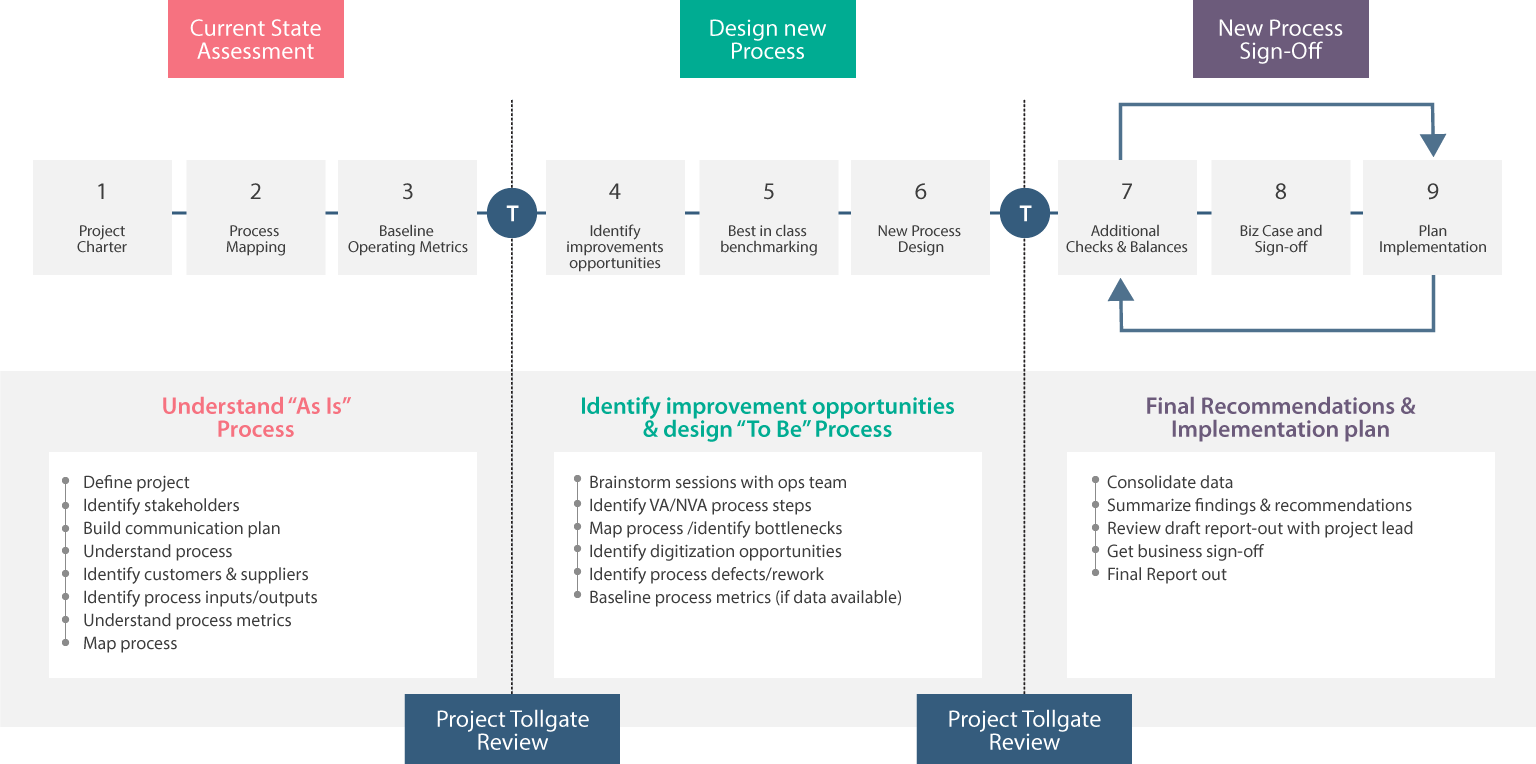 Current State
Assessment
Design new
Process
New Process
Sign-Off
1
Project
Charter
2
Process
Mapping
3
Baseline
Operating Metrics
T
4
Identify
improvements
opportunities
5
Best in class
benchmarking
6
New Process
Design
T
7
Additional
Checks & Balances
8
Biz Case and
Sign-off
9
Plan
Implementation
Understand “As Is”
Process
Define project
Identify stakeholders
Build communication plan
Understand process
Identify customers & suppliers
Identify process inputs/outputs
Understand process metrics
Map process
Identify improvement opportunities
& design “To Be” Process
Brainstorm sessions with ops team
Identify VA/NVA process steps
Map process /identify bottlenecks
Identify digitization opportunities
Identify process defects/rework
Baseline process metrics (if data available)
Final Recommendations &
Implementation plan
Consolidate data
Summarize findings & recommendations
Review draft report-out with project lead
Get business sign-off
Final Report out
Project Tollgate
Review
Project Tollgate
Review